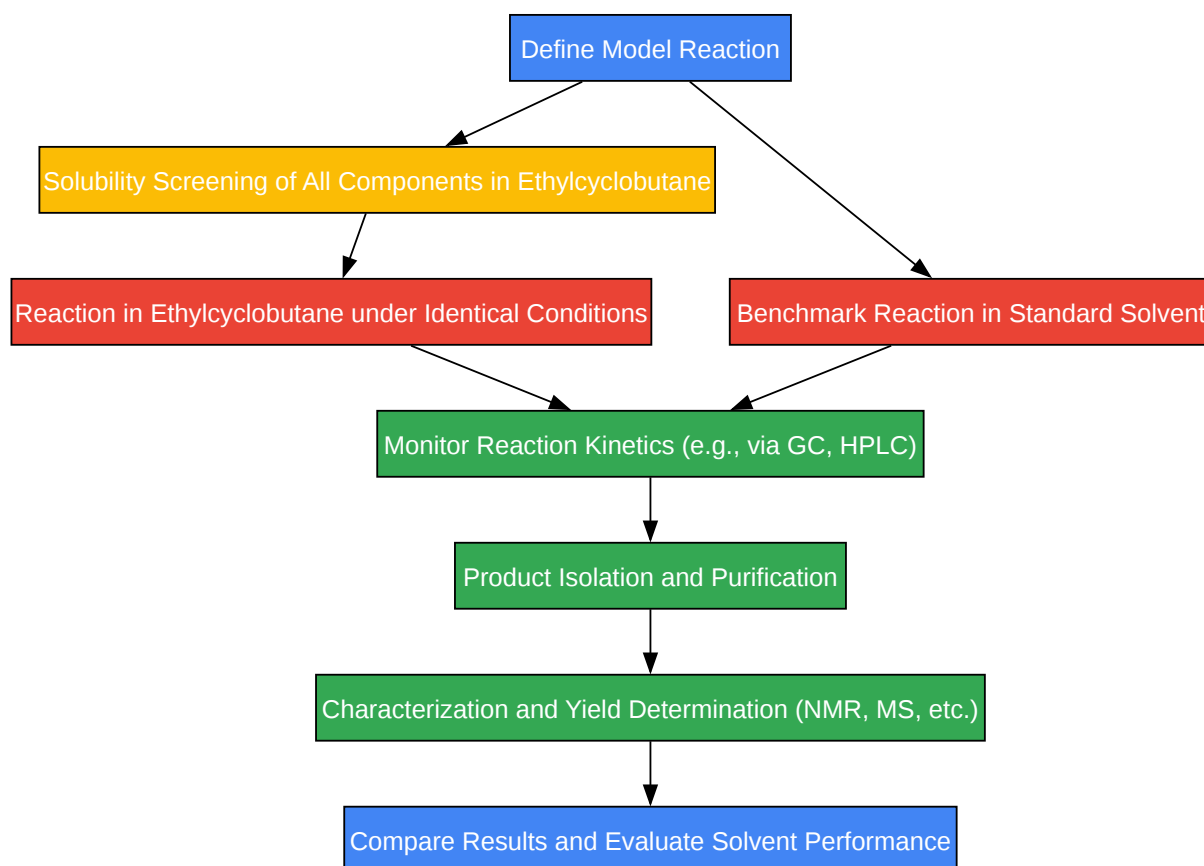 Define Model Reaction
Solubility Screening of All Components in Ethylcyclobutane
Reaction in Ethylcyclobutane under Identical Conditions
Benchmark Reaction in Standard Solvent
Monitor Reaction Kinetics (e.g., via GC, HPLC)
Product Isolation and Purification
Characterization and Yield Determination (NMR, MS, etc.)
Compare Results and Evaluate Solvent Performance